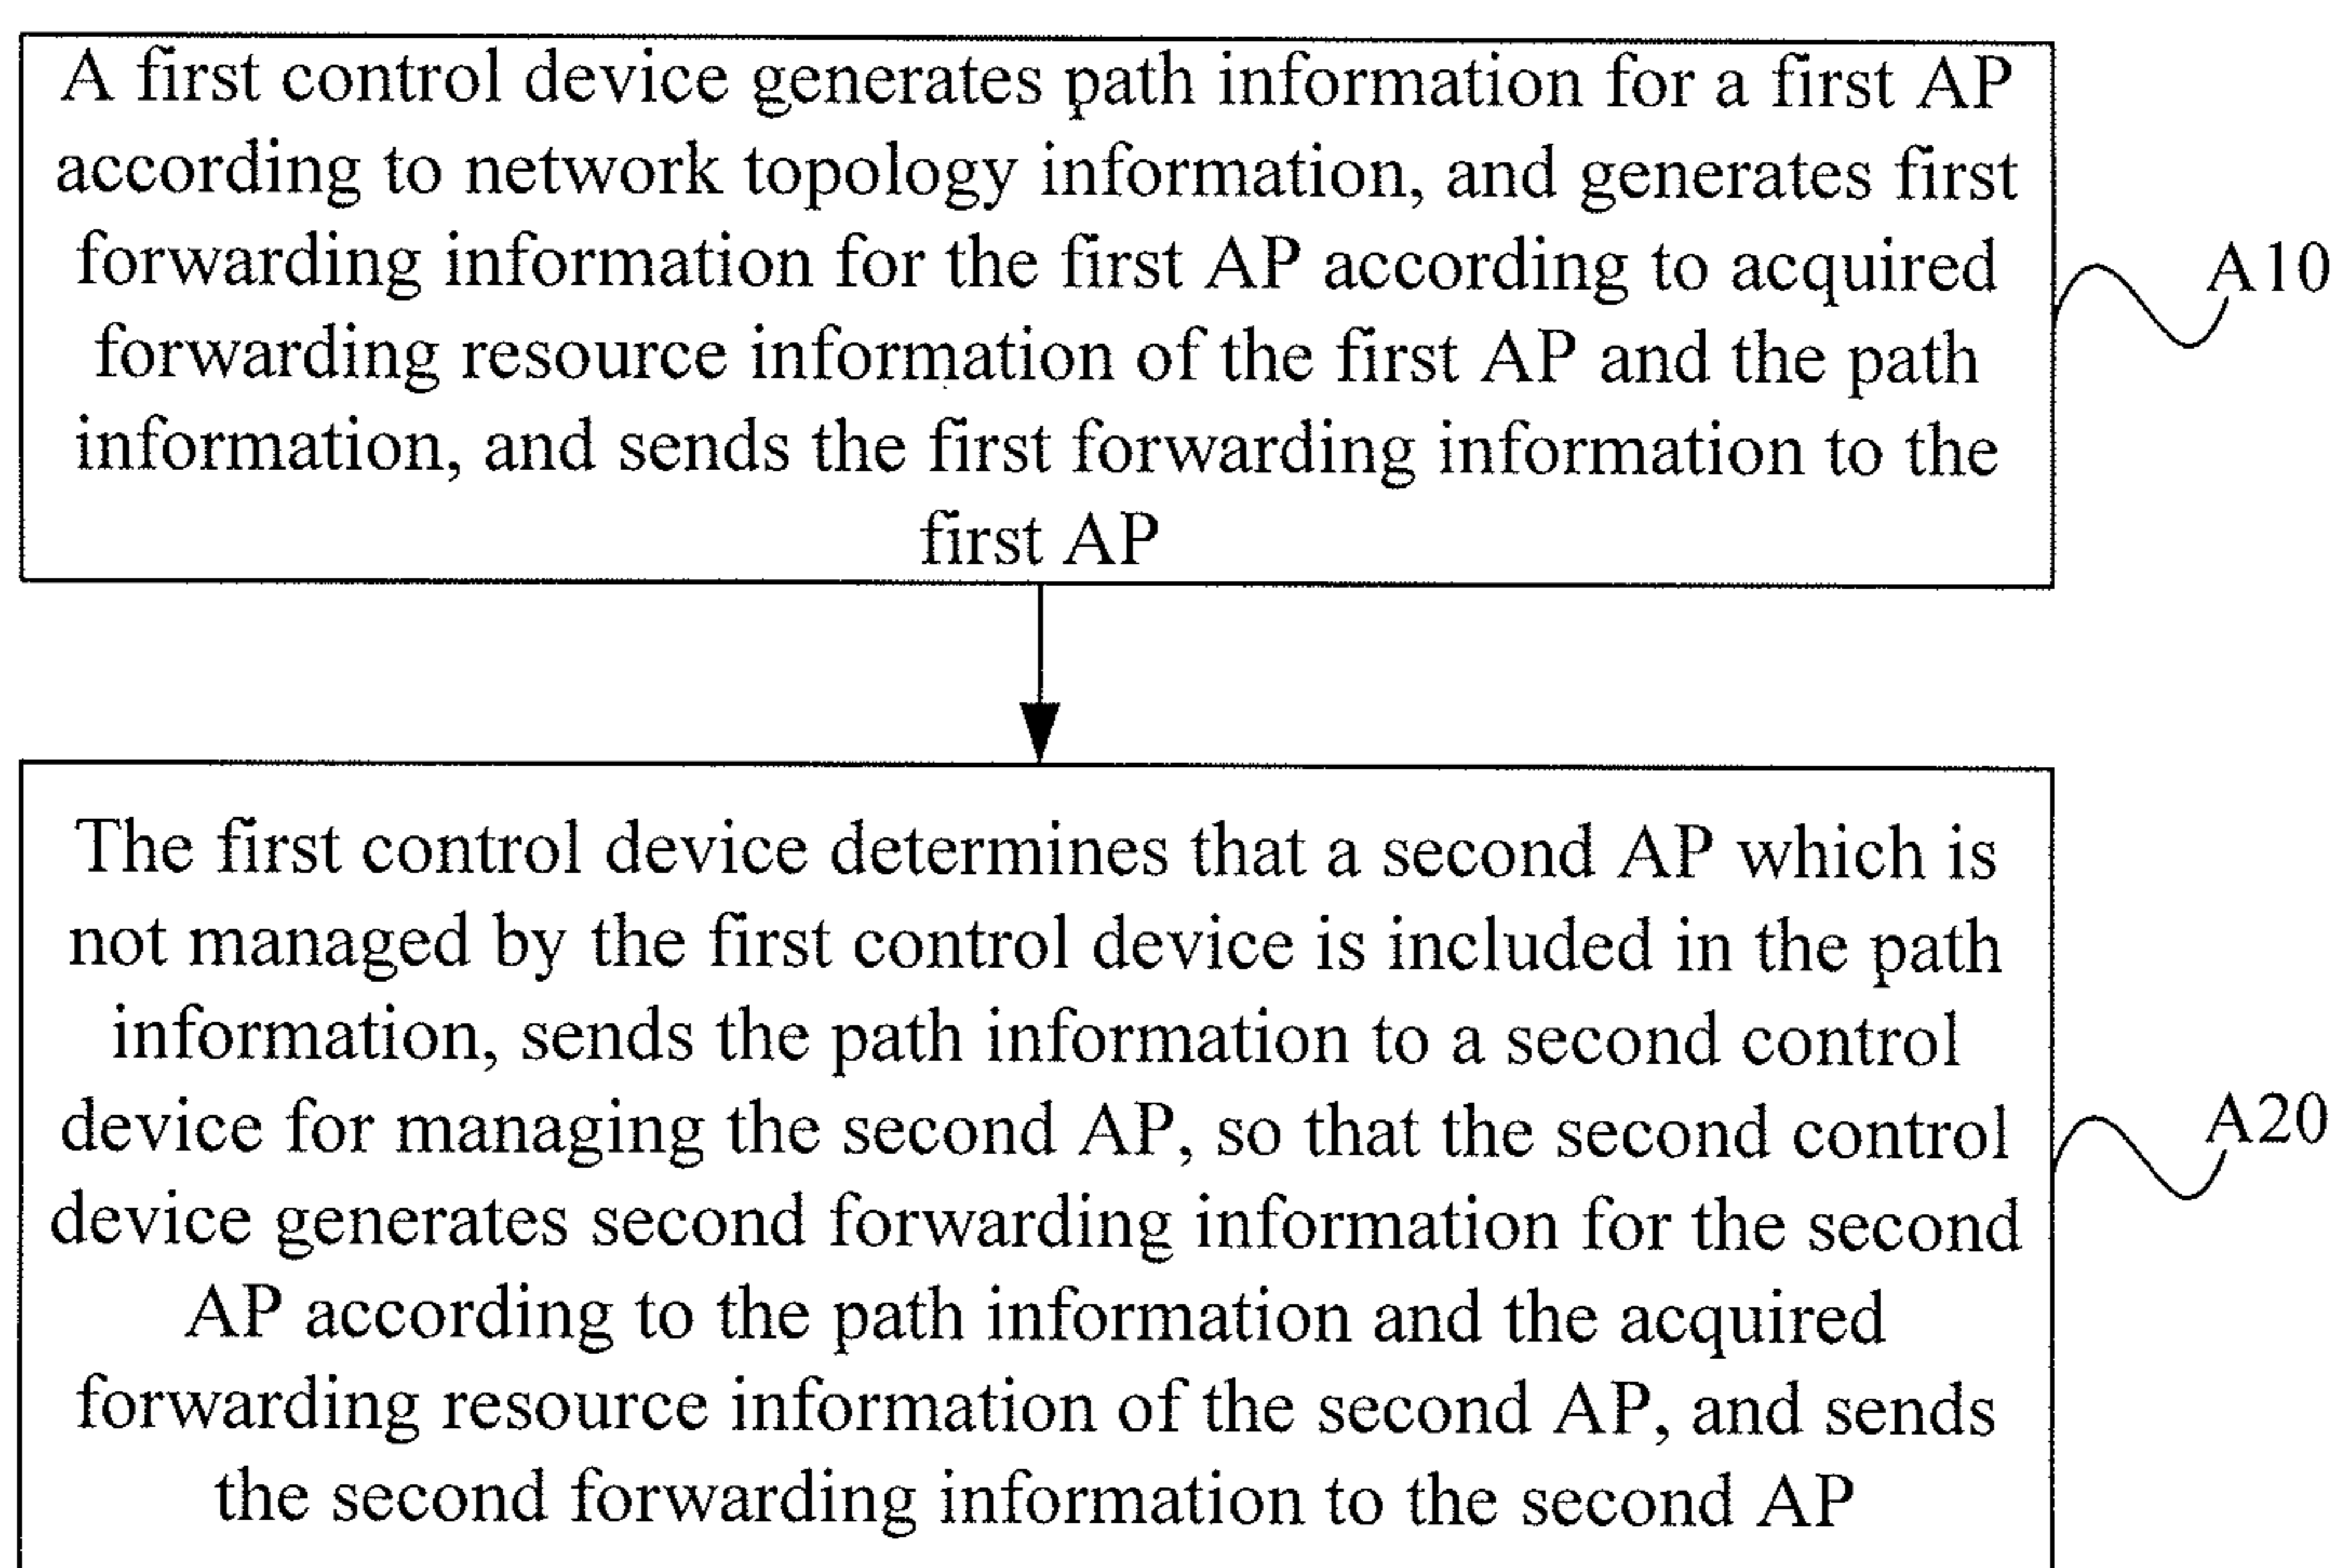 A first control device generates path information for a first AP
according to network topology information, and generates first
forwarding information for the first AP according to acquired
forwarding resource information of the first AP and the path
information, and sends the first forwarding information to the
first AP
A10
The first control device determines that a second AP which is
not managed by the first control device is included in the path
information, sends the path information to a second control
device for managing the second AP, so that the second control
device generates second forwarding information for the second
AP according to the path information and the acquired
forwarding resource information of the second AP, and sends
the second forwarding information to the second AP
A20